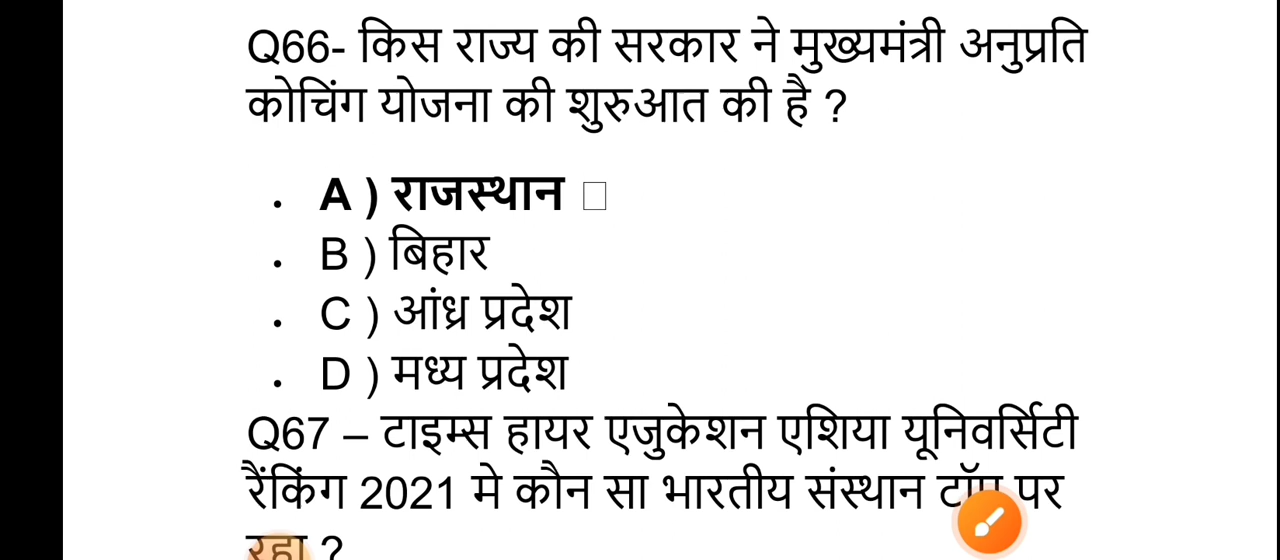 Q66- किस राज्य की सरकार ने मुख्यमंत्री अनुप्रति
कोचिंग योजना की शुरुआत की है ?
. A ) राजस्थान
. B ) बिहार
. C ) आंध्र प्रदेश
. D ) मध्य प्रदेश
Q67 – टाइम्स हायर एजुकेशन एशिया यूनिवर्सिटी
रैंकिंग 2021 मे कौन सा भारतीय संस्थान टॉप पर
रहा ?